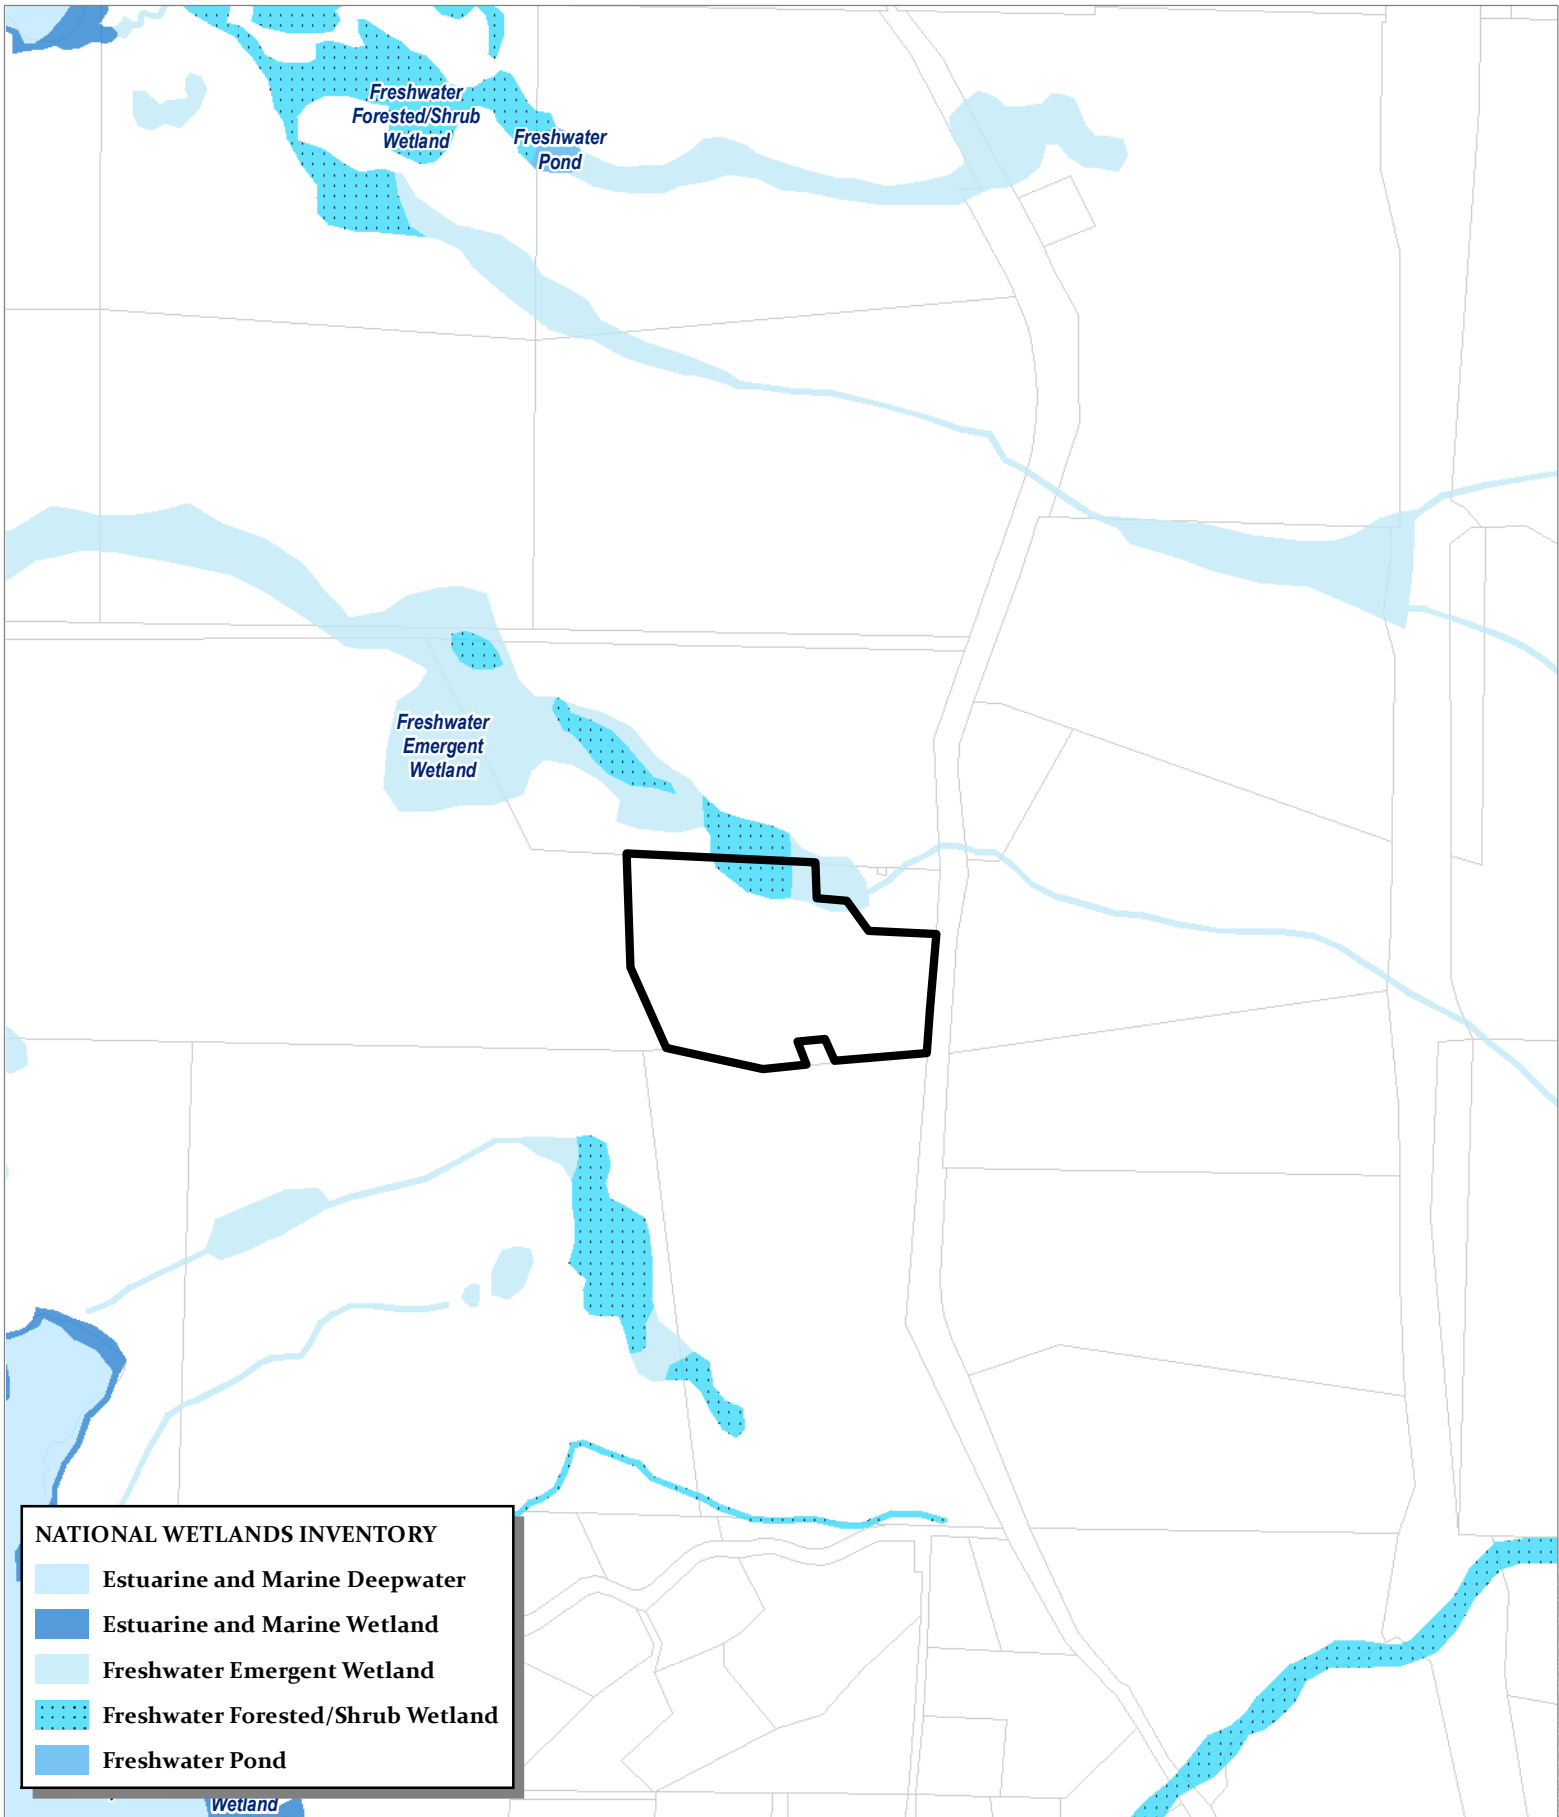 Freshwater
Forested/Shrub
Wetland
Freshwater
Pond
Freshwater
Emergent
Wetland
NATIONAL WETLANDS INVENTORY
Estuarine and Marine Deepwater
Estuarine and Marine Wetland
Freshwater Emergent Wetland
Freshwater Forested/Shrub Wetland
Freshwater Pond
Wetland